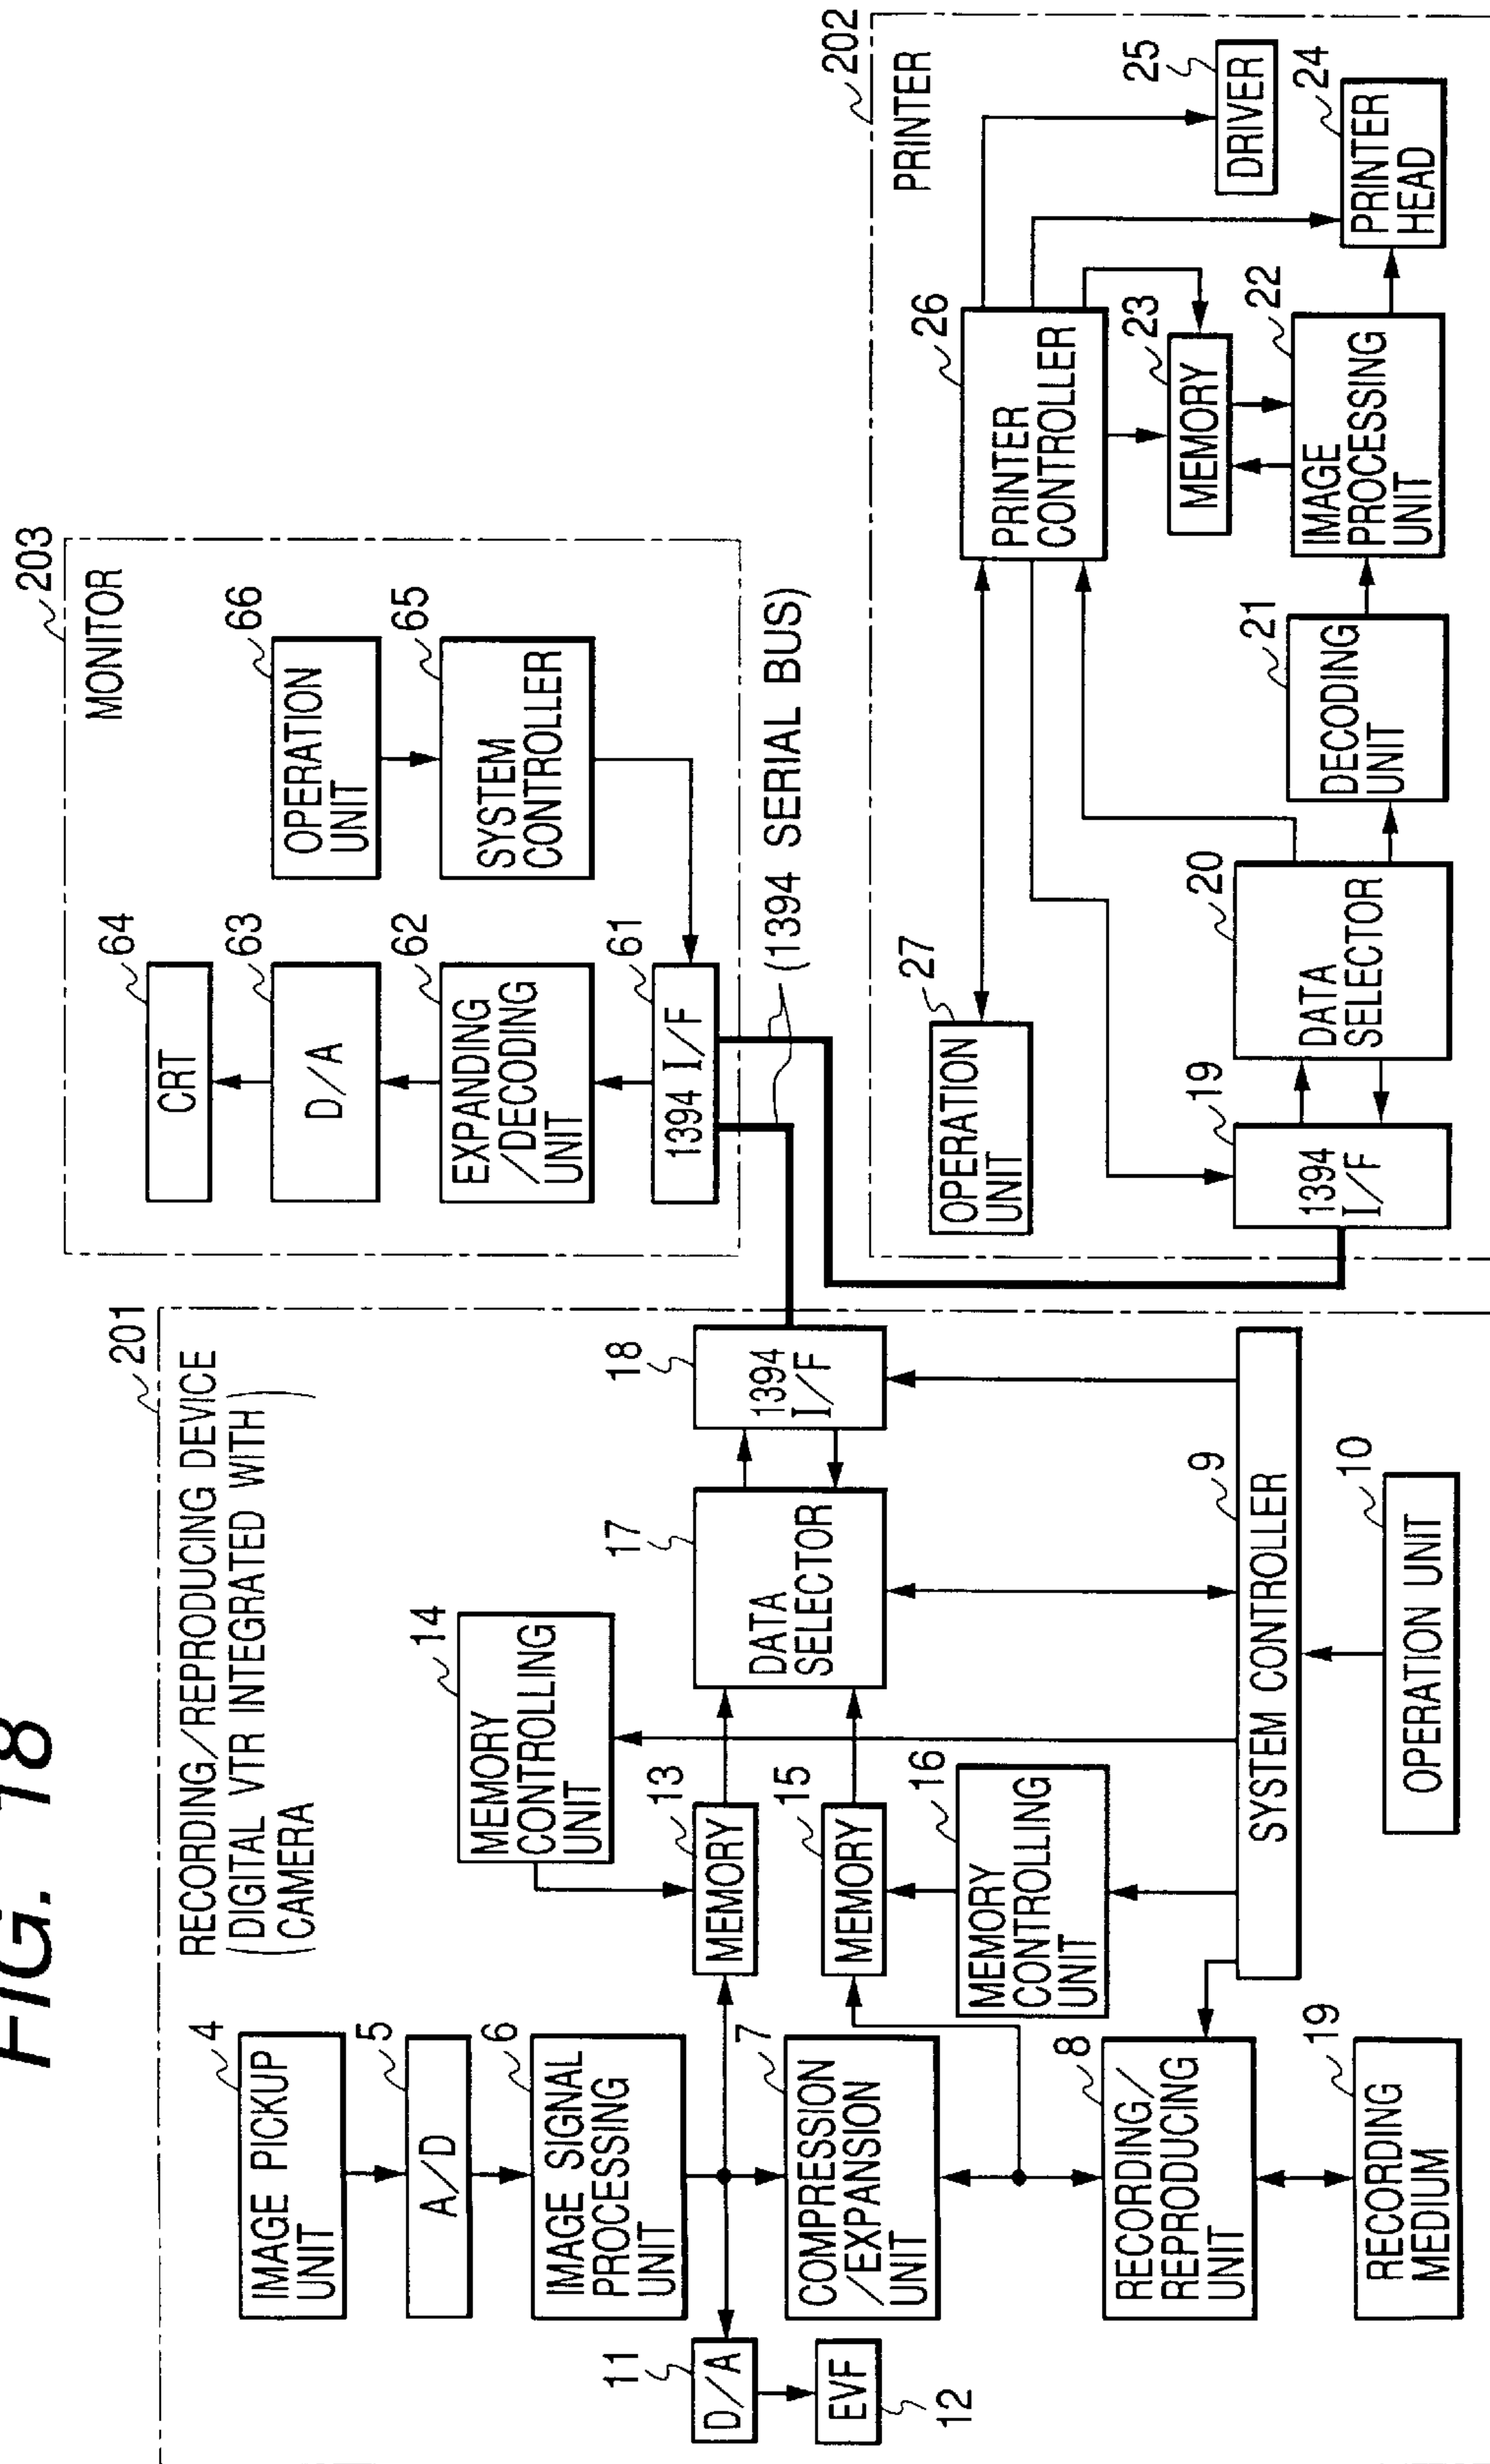 FIG. 18
201
RECORDING/REPRODUCING DEVICE
(DIGITAL VTR INTEGRATED WITH
CAMERA)
4
IMAGE PICKUP
UNIT
5
A/D
6
IMAGE SIGNAL
PROCESSING
UNIT
7
COMPRESSION
/EXPANSION
UNIT
8
RECORDING/
REPRODUCING
UNIT
19
RECORDING
MEDIUM
11
D/A
EVF
12
14
MEMORY
CONTROLLING
UNIT
13
MEMORY
15
MEMORY
16
MEMORY
CONTROLLING
UNIT
17
DATA
SELECTOR
18
1394
I/F
9
SYSTEM CONTROLLER
10
OPERATION UNIT
203
MONITOR
64
CRT
63
D/A
62
EXPANDING
/DECODING
UNIT
61
1394 I/F
66
OPERATION
UNIT
65
SYSTEM
CONTROLLER
(1394 SERIAL BUS)
202
PRINTER
27
OPERATION
UNIT
19
1394
I/F
20
DATA
SELECTOR
21
DECODING
UNIT
26
PRINTER
CONTROLLER
23
MEMORY
22
IMAGE
PROCESSING
UNIT
25
DRIVER
24
PRINTER
HEAD